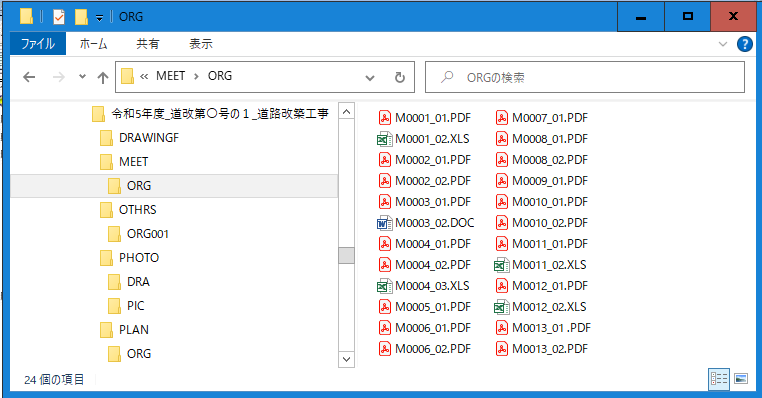 ORG
ファイル ホーム 共有 表示
« MEET › ORG
ORGの検索
令和5年度_道改第〇号の１_道路改築工事
DRAWINGF
MEET
ORG
OTHRS
ORG001
PHOTO
DRA
PIC
PLAN
ORG
M0001_01.PDF
M0001_02.XLS
M0002_01.PDF
M0002_02.PDF
M0003_01.PDF
M0003_02.DOC
M0004_01.PDF
M0004_02.PDF
M0004_03.XLS
M0005_01.PDF
M0006_01.PDF
M0006_02.PDF
M0007_01.PDF
M0008_01.PDF
M0008_02.PDF
M0009_01.PDF
M0010_01.PDF
M0010_02.PDF
M0011_01.PDF
M0011_02.XLS
M0012_01.PDF
M0012_02.XLS
M0013_01 .PDF
M0013_02.PDF
24 個の項目